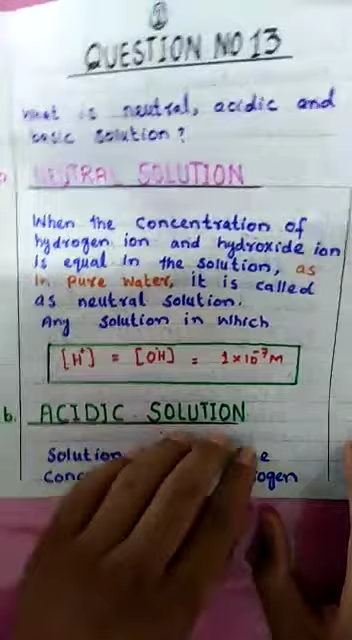 1
QUESTION NO 13
What is neutral, acidic and
basic solution?
NEUTRAL SOLUTION
When the concentration of
hydrogen ion and hydroxide ion
is equal in the solution, as
in pure water, it is called
as neutral solution.
Any solution in which
[H⁺] = [OH⁻] = 1×10⁻⁷M
b. ACIDIC SOLUTION
Solution